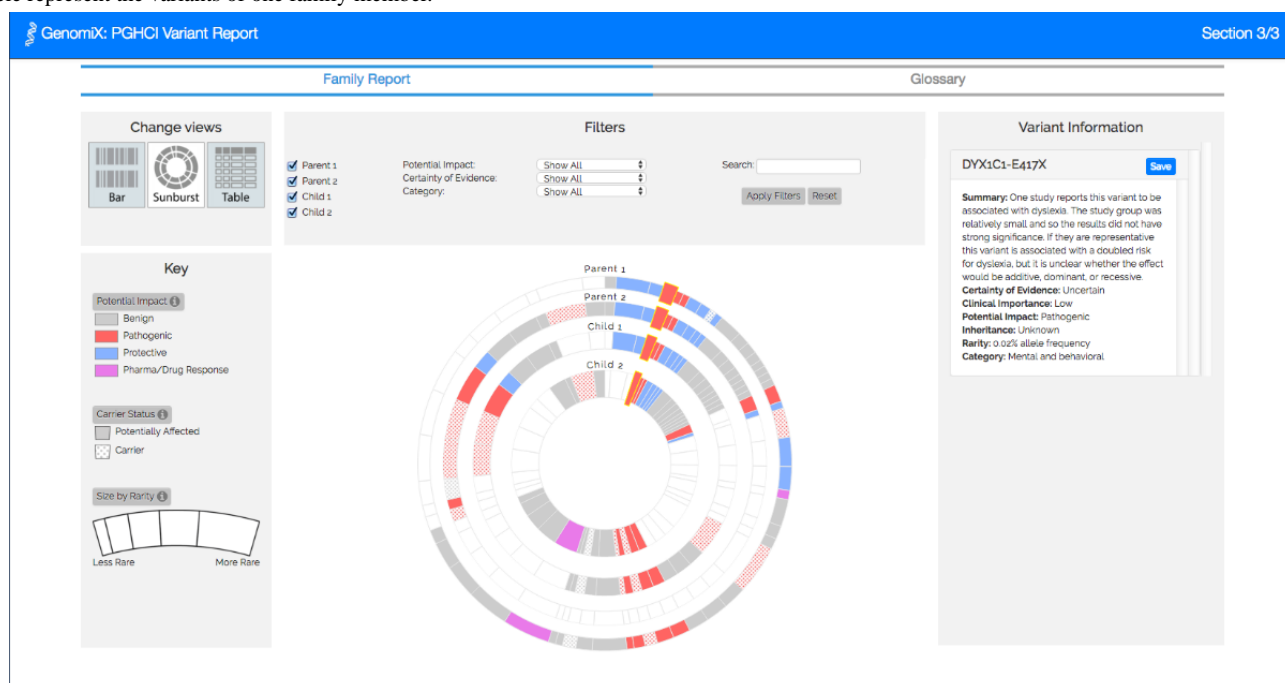 represent the variants of one family member.
GenomiX: PGHCI Variant Report
Section 3/3
Family Report
Glossary
Change views
Bar
Sunburst
Table
Filters
Parent 1
Parent 2
Child 1
Child 2
Potential Impact:
Show All
Certainty of Evidence:
Show All
Category:
Show All
Search:
Apply Filters
Reset
Variant Information
DYX1C1-E417X
Save
Summary: One study reports this variant to be
associated with dyslexia. The study group was
relatively small and so the results did not have
strong significance. If they are representative
this variant is associated with a doubled risk
for dyslexia, but it is unclear whether the effect
would be additive, dominant, or recessive.
Certainty of Evidence: Uncertain
Clinical Importance: Low
Potential Impact: Pathogenic
Inheritance: Unknown
Rarity: 0.02% allele frequency
Category: Mental and behavioral
Key
Potential Impact
Benign
Pathogenic
Protective
Pharma/Drug Response
Carrier Status
Potentially Affected
Carrier
Size by Rarity
Less Rare
More Rare
Parent 1
Parent 2
Child 1
Child 2